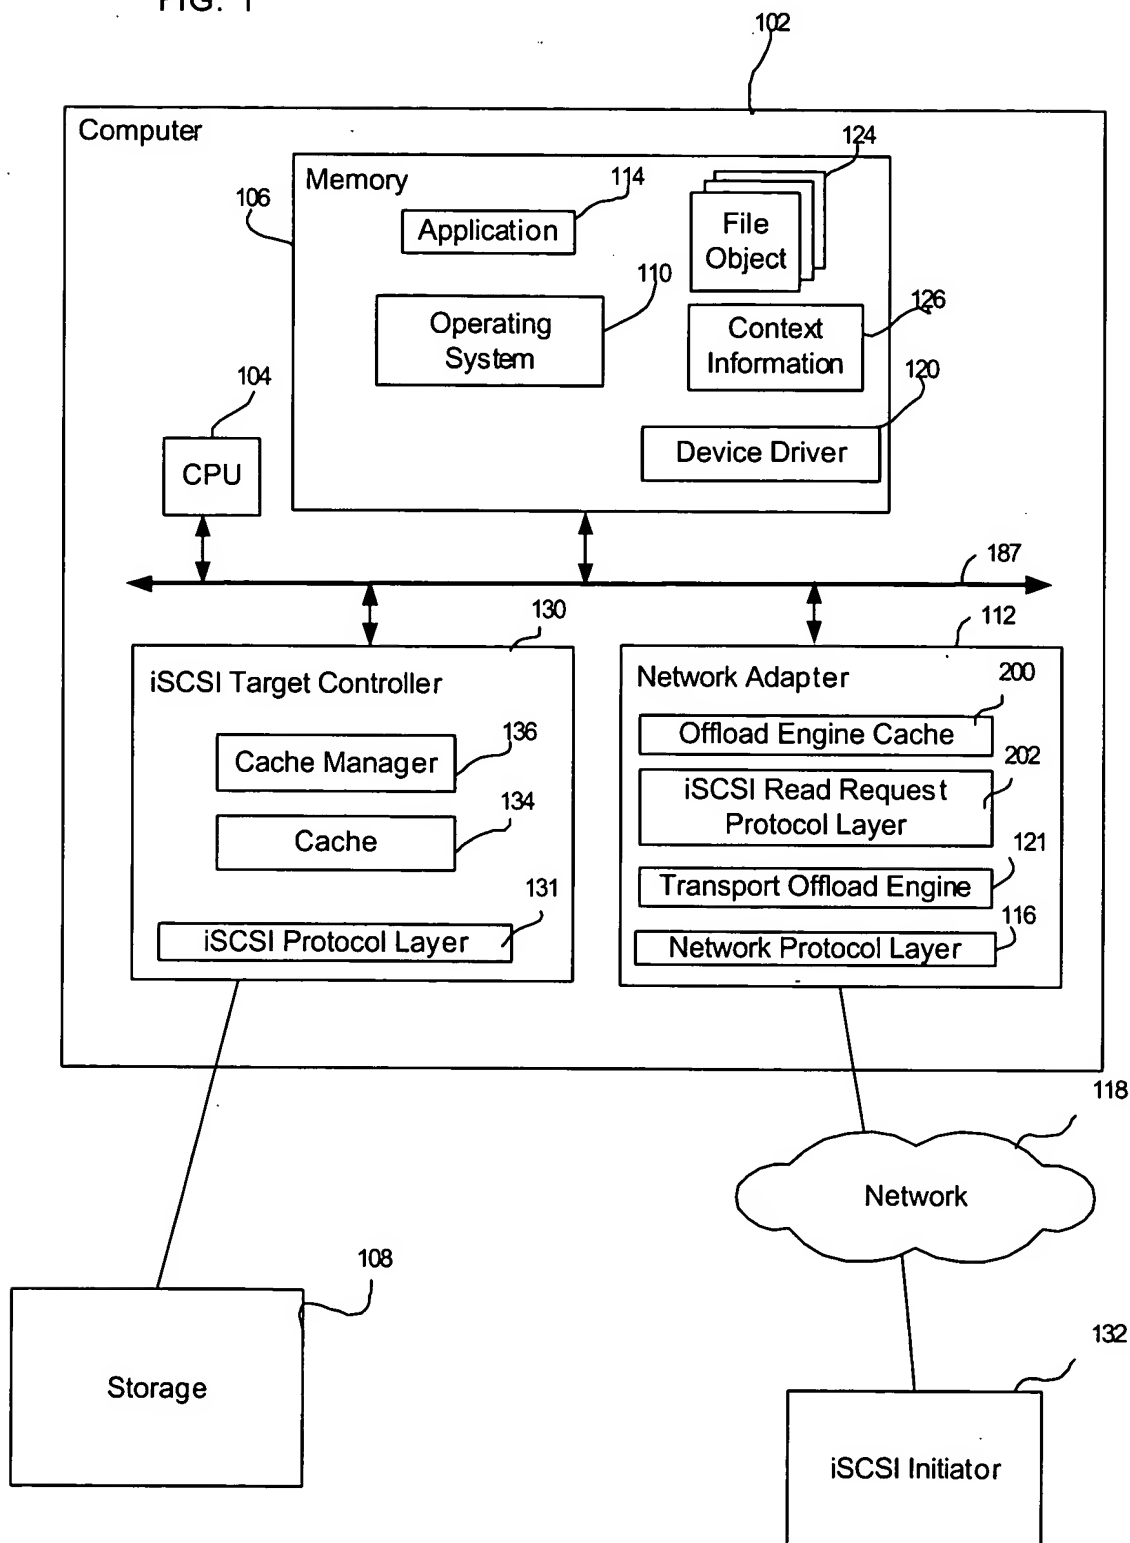 FIG. 1
102
Computer
124
Memory
114
106
Application
File
Object
110
Operating
System
126
Context
Information
104
120
CPU
Device Driver
187
130
112
iSCSI Target Controller
Network Adapter
200
Offload Engine Cache
136
Cache Manager
202
iSCSI Read Request
Protocol Layer
134
Cache
121
Transport Offload Engine
131
116
iSCSI Protocol Layer
Network Protocol Layer
118
Network
108
Storage
132
iSCSI Initiator